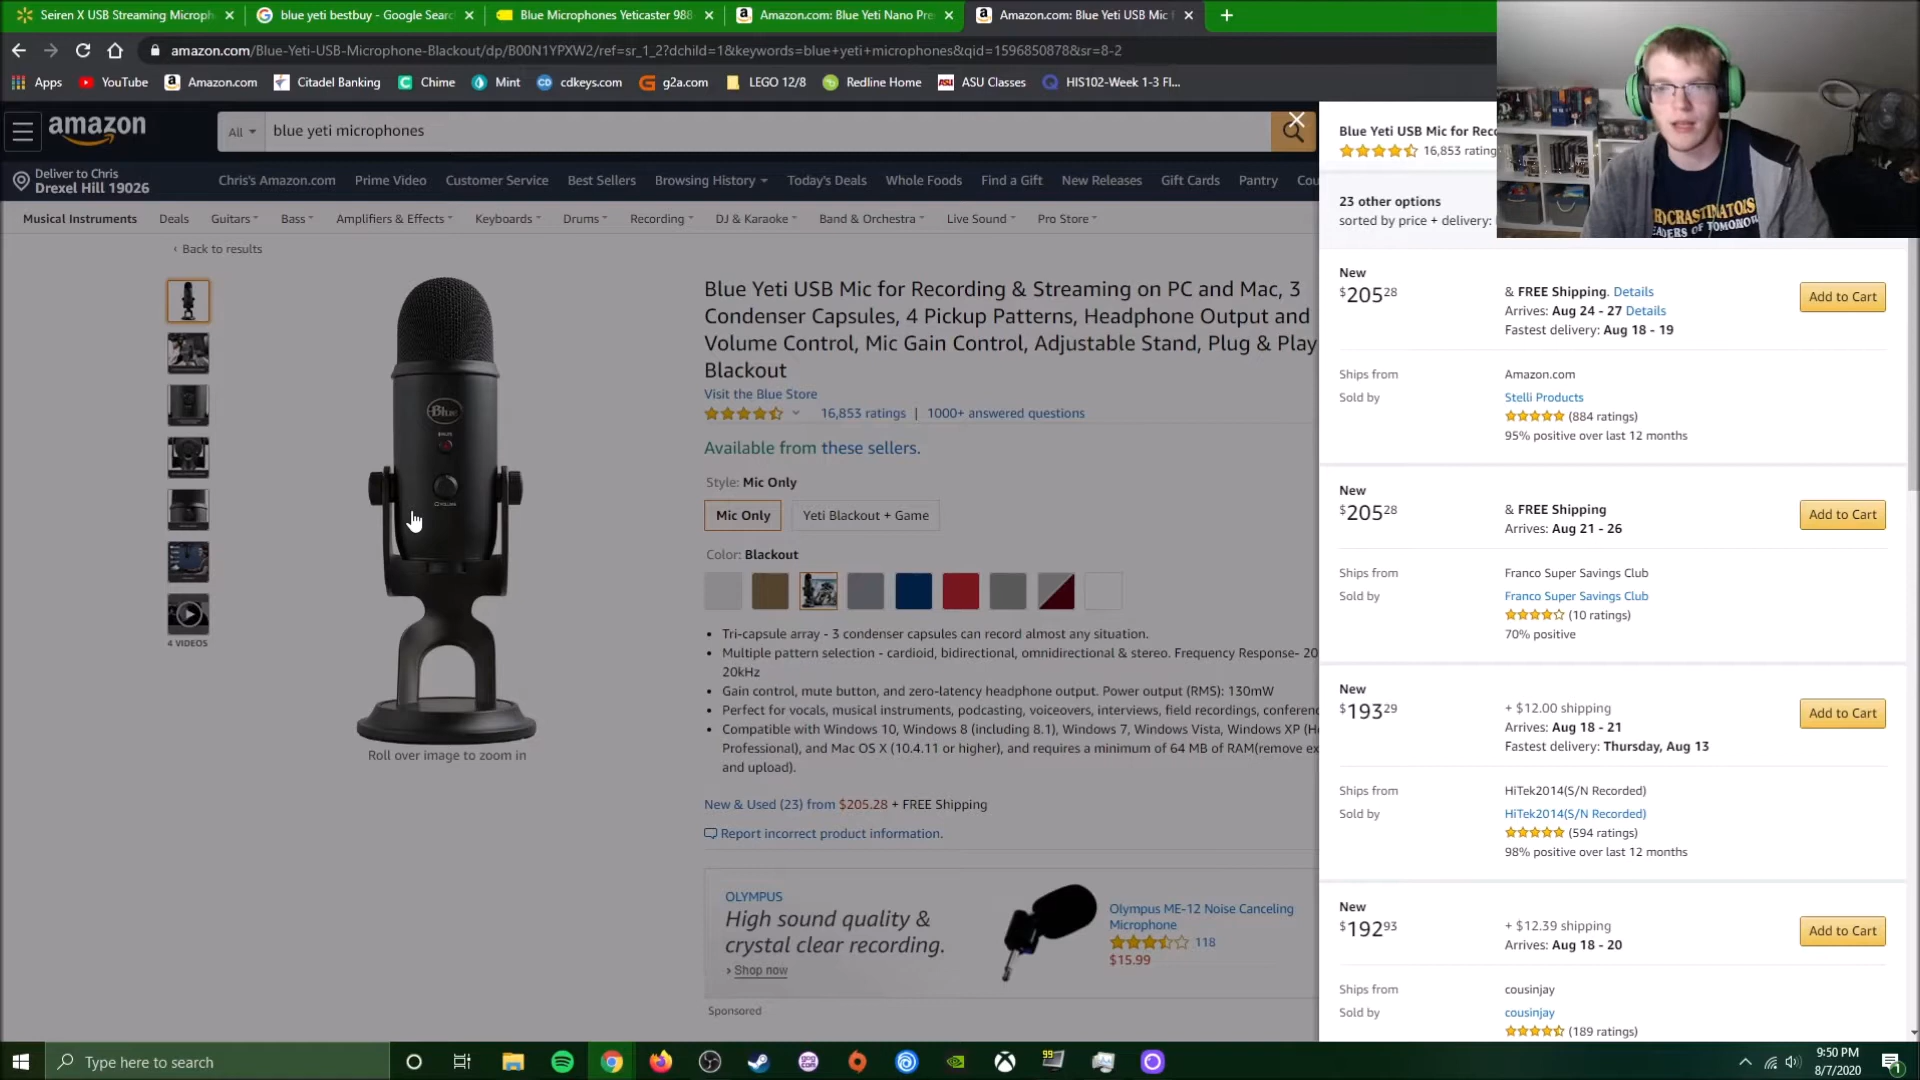 Seiren X USB Streaming Microph
blue yeti bestbuy - Google Searc
Blue Microphones Yeticaster 988
Amazon.com: Blue Yeti Nano Pre
Amazon.com: Blue Yeti USB Mic
amazon.com/Blue-Yeti-USB-Microphone-Blackout/dp/B00N1YPXW2/ref=sr_1_2?dchild=1&keywords=blue+yeti+microphones&qid=1596850878&sr=8-2
Apps YouTube Amazon.com Citadel Banking Chime Mint cdkeys.com g2a.com LEGO 12/8 Redline Home ASU Classes HIS102-Week 1-3 Fl...
amazon
All
blue yeti microphones
Deliver to Chris
Drexel Hill 19026
Chris's Amazon.com Prime Video Customer Service Best Sellers Browsing History Today's Deals Whole Foods Find a Gift New Releases Gift Cards Pantry Cou
Musical Instruments Deals Guitars Bass Amplifiers & Effects Keyboards Drums Recording DJ & Karaoke Band & Orchestra Live Sound Pro Store
‹ Back to results
Blue
4 VIDEOS
Roll over image to zoom in
Blue Yeti USB Mic for Recording & Streaming on PC and Mac, 3
Condenser Capsules, 4 Pickup Patterns, Headphone Output and
Volume Control, Mic Gain Control, Adjustable Stand, Plug & Play
Blackout
Visit the Blue Store
16,853 ratings | 1000+ answered questions
Available from these sellers.
Style: Mic Only
Mic Only Yeti Blackout + Game
Color: Blackout
• Tri-capsule array - 3 condenser capsules can record almost any situation.
• Multiple pattern selection - cardioid, bidirectional, omnidirectional & stereo. Frequency Response- 20
20kHz
• Gain control, mute button, and zero-latency headphone output. Power output (RMS): 130mW
• Perfect for vocals, musical instruments, podcasting, voiceovers, interviews, field recordings, conferenc
• Compatible with Windows 10, Windows 8 (including 8.1), Windows 7, Windows Vista, Windows XP (H
Professional), and Mac OS X (10.4.11 or higher), and requires a minimum of 64 MB of RAM(remove ex
and upload).
New & Used (23) from $205.28 + FREE Shipping
Report incorrect product information.
OLYMPUS
High sound quality &
crystal clear recording.
› Shop now
Olympus ME-12 Noise Canceling
Microphone
118
$15.99
Sponsored
Blue Yeti USB Mic for Reco
16,853 rating
23 other options
sorted by price + delivery:
New
$205 28
& FREE Shipping. Details
Arrives: Aug 24 - 27 Details
Fastest delivery: Aug 18 - 19
Add to Cart
Ships from Amazon.com
Sold by Stelli Products
(884 ratings)
95% positive over last 12 months
New
$205 28
& FREE Shipping
Arrives: Aug 21 - 26
Add to Cart
Ships from Franco Super Savings Club
Sold by Franco Super Savings Club
(10 ratings)
70% positive
New
$193 29
+ $12.00 shipping
Arrives: Aug 18 - 21
Fastest delivery: Thursday, Aug 13
Add to Cart
Ships from HiTek2014(S/N Recorded)
Sold by HiTek2014(S/N Recorded)
(594 ratings)
98% positive over last 12 months
New
$192 93
+ $12.39 shipping
Arrives: Aug 18 - 20
Add to Cart
Ships from cousinjay
Sold by cousinjay
(189 ratings)
Type here to search
9:50 PM
8/7/2020